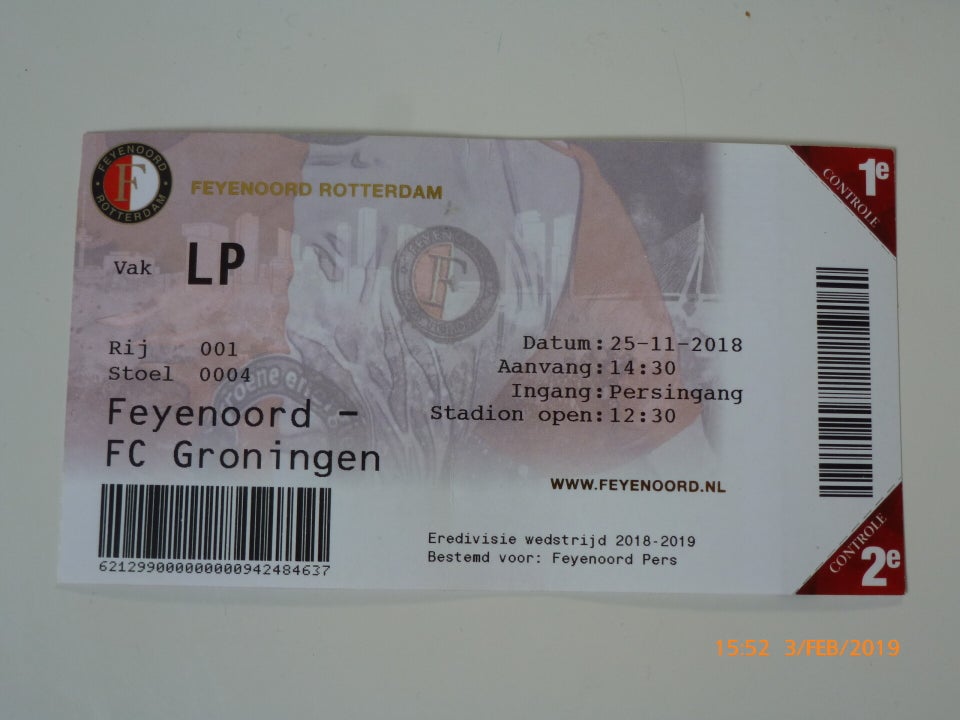 FEYENOORD
ROTTERDAM
F
FEYENOORD ROTTERDAM
1e
CONTROLE
Vak LP
FEYENOORD
F
Rij 001
Stoel 0004
Feyenoord -
FC Groningen
Datum: 25-11-2018
Aanvang: 14:30
Ingang: Persingang
Stadion open: 12:30
WWW.FEYENOORD.NL
Eredivisie wedstrijd 2018-2019
Bestemd voor: Feyenoord Pers
CONTROLE
2e
15:52 3/FEB/2019